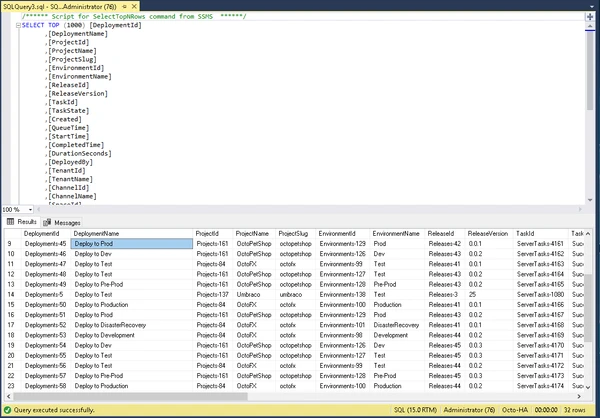 SQLQuery3.sql - SQ...Administrator (76))
/****** Script for SelectTopNRows command from SSMS ******/
SELECT TOP (1000) [DeploymentId]
,[DeploymentName]
,[ProjectId]
,[ProjectName]
,[ProjectSlug]
,[EnvironmentId]
,[EnvironmentName]
,[ReleaseId]
,[ReleaseVersion]
,[TaskId]
,[TaskState]
,[Created]
,[QueueTime]
,[StartTime]
,[CompletedTime]
,[DurationSeconds]
,[DeployedBy]
,[TenantId]
,[TenantName]
,[ChannelId]
,[ChannelName]
100 %
Results Messages
DeploymentId DeploymentName ProjectId ProjectName ProjectSlug EnvironmentId EnvironmentName ReleaseId ReleaseVersion TaskId Task
9 Deployments-45 Deploy to Prod Projects-161 OctoPetShop octopetshop Environments-129 Prod Releases-42 0.0.1 ServerTasks-4161 Succ
10 Deployments-46 Deploy to Dev Projects-161 OctoPetShop octopetshop Environments-126 Dev Releases-43 0.0.2 ServerTasks-4162 Succ
11 Deployments-47 Deploy to Test Projects-84 OctoFX octofx Environments-99 Test Releases-41 0.0.1 ServerTasks-4163 Succ
12 Deployments-48 Deploy to Test Projects-161 OctoPetShop octopetshop Environments-127 Test Releases-43 0.0.2 ServerTasks-4164 Succ
13 Deployments-49 Deploy to Pre-Prod Projects-161 OctoPetShop octopetshop Environments-128 Pre-Prod Releases-43 0.0.2 ServerTasks-4165 Succ
14 Deployments-5 Deploy to Test Projects-137 Umbraco umbraco Environments-138 Test Releases-3 25 ServerTasks-1080 Succ
15 Deployments-50 Deploy to Production Projects-84 OctoFX octofx Environments-100 Production Releases-41 0.0.1 ServerTasks-4166 Succ
16 Deployments-51 Deploy to Prod Projects-161 OctoPetShop octopetshop Environments-129 Prod Releases-43 0.0.2 ServerTasks-4167 Succ
17 Deployments-52 Deploy to DisasterRecovery Projects-84 OctoFX octofx Environments-101 DisasterRecovery Releases-41 0.0.1 ServerTasks-4168 Succ
18 Deployments-53 Deploy to Development Projects-84 OctoFX octofx Environments-98 Development Releases-44 0.0.2 ServerTasks-4169 Succ
19 Deployments-54 Deploy to Dev Projects-161 OctoPetShop octopetshop Environments-126 Dev Releases-45 0.0.3 ServerTasks-4170 Succ
20 Deployments-55 Deploy to Test Projects-161 OctoPetShop octopetshop Environments-127 Test Releases-45 0.0.3 ServerTasks-4171 Succ
21 Deployments-56 Deploy to Test Projects-84 OctoFX octofx Environments-99 Test Releases-44 0.0.2 ServerTasks-4172 Succ
22 Deployments-57 Deploy to Pre-Prod Projects-161 OctoPetShop octopetshop Environments-128 Pre-Prod Releases-45 0.0.3 ServerTasks-4173 Succ
23 Deployments-58 Deploy to Production Projects-84 OctoFX octofx Environments-100 Production Releases-44 0.0.2 ServerTasks-4174 Succ
Query executed successfully. SQL (15.0 RTM) Administrator (76) Octo-HA 00:00:00 32 rows